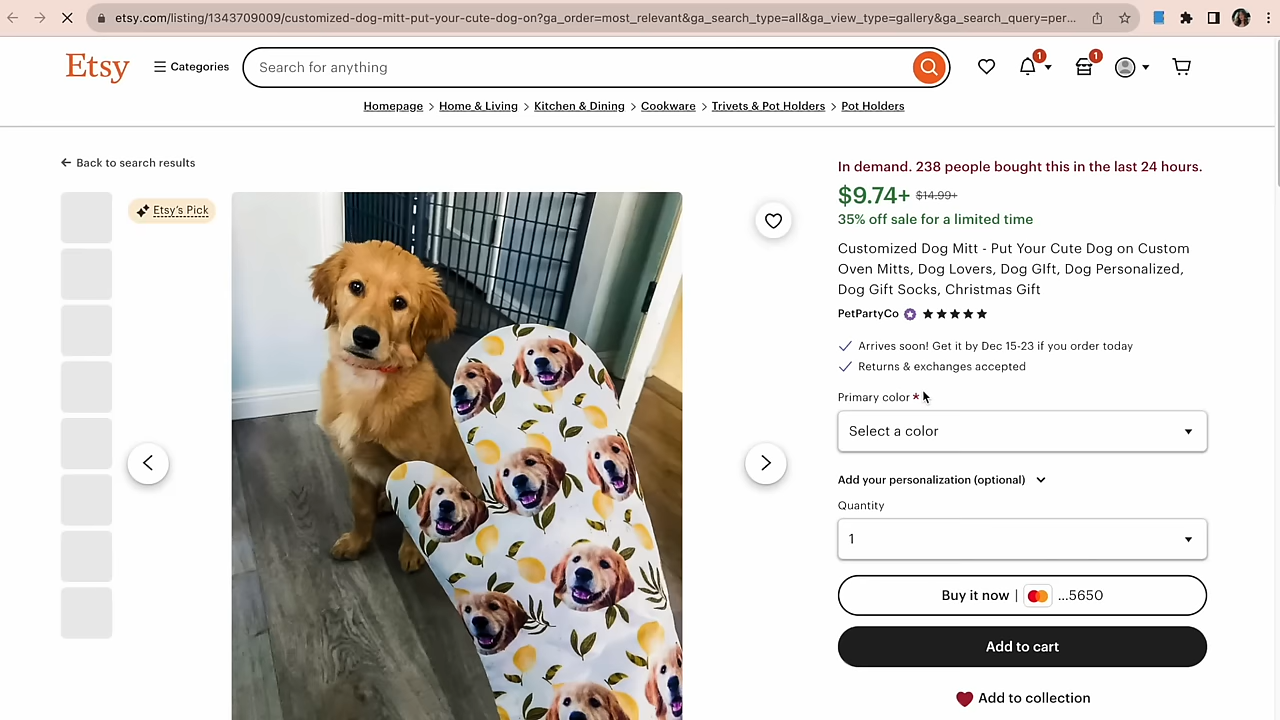 etsy.com/listing/1343709009/customized-dog-mitt-put-your-cute-dog-on?ga_order=most_relevant&ga_search_type=all&ga_view_type=gallery&ga_search_query=per...
Etsy
Categories
Search for anything
1
1
Homepage > Home & Living > Kitchen & Dining > Cookware > Trivets & Pot Holders > Pot Holders
Back to search results
Etsy's Pick
In demand. 238 people bought this in the last 24 hours.
$9.74+ $14.99+
35% off sale for a limited time
Customized Dog Mitt - Put Your Cute Dog on Custom
Oven Mitts, Dog Lovers, Dog GIft, Dog Personalized,
Dog Gift Socks, Christmas Gift
PetPartyCo
Arrives soon! Get it by Dec 15-23 if you order today
Returns & exchanges accepted
Primary color *
Select a color
Add your personalization (optional)
Quantity
1
Buy it now | ...5650
Add to cart
Add to collection